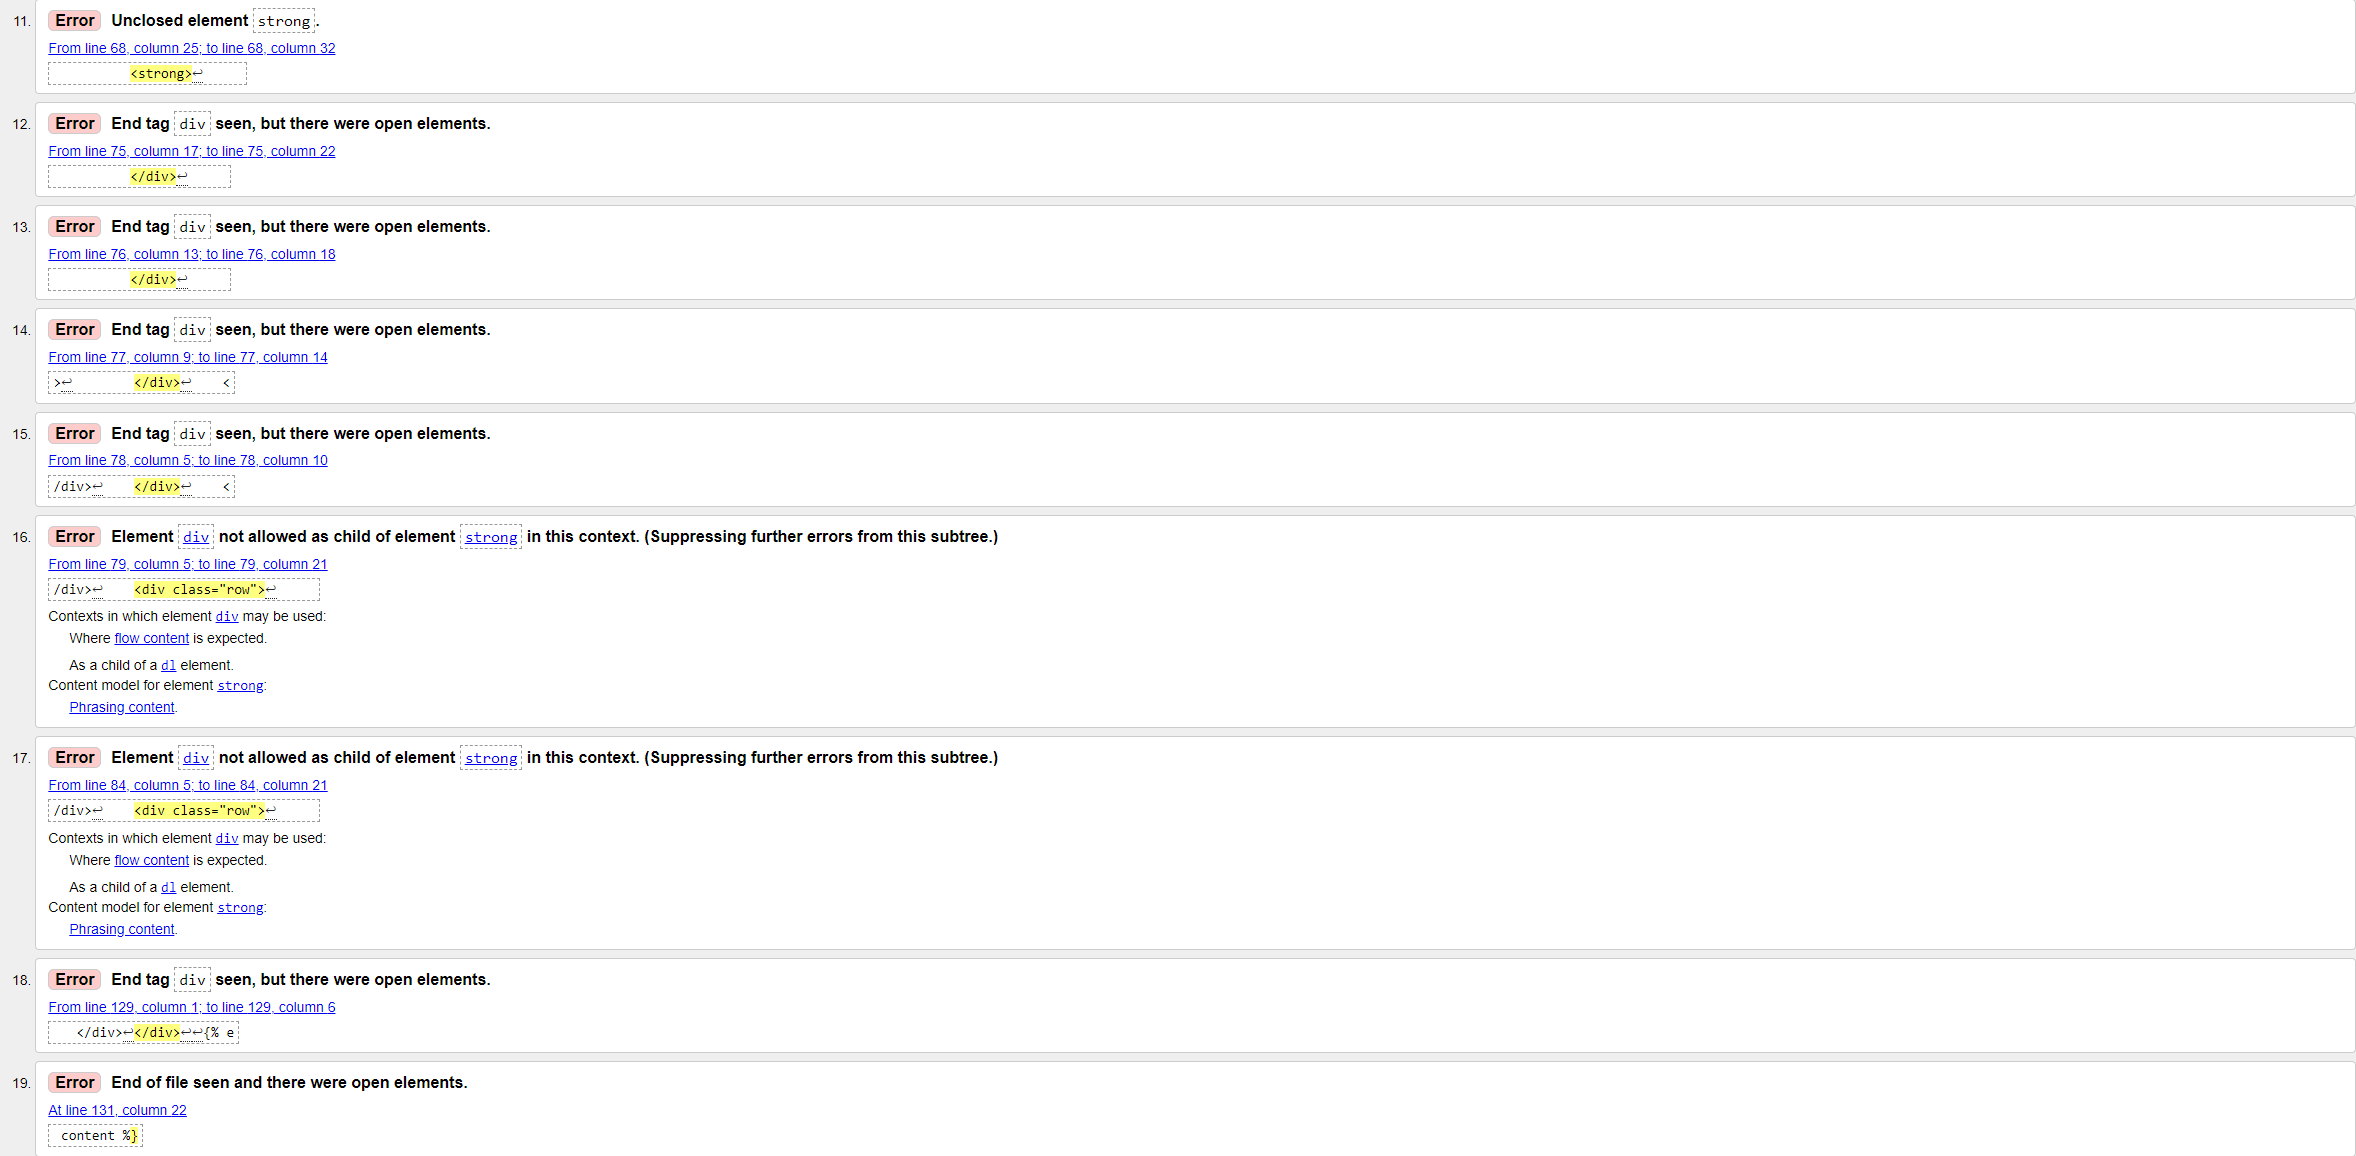 11. Error Unclosed element strong.
From line 68, column 25; to line 68, column 32
<strong>↩
12. Error End tag div seen, but there were open elements.
From line 75, column 17; to line 75, column 22
</div>↩
13. Error End tag div seen, but there were open elements.
From line 76, column 13; to line 76, column 18
</div>↩
14. Error End tag div seen, but there were open elements.
From line 77, column 9; to line 77, column 14
>↩ </div>↩ <
15. Error End tag div seen, but there were open elements.
From line 78, column 5; to line 78, column 10
/div>↩ </div>↩ <
16. Error Element div not allowed as child of element strong in this context. (Suppressing further errors from this subtree.)
From line 79, column 5; to line 79, column 21
/div>↩ <div class="row">↩
Contexts in which element div may be used:
Where flow content is expected.
As a child of a dl element.
Content model for element strong:
Phrasing content.
17. Error Element div not allowed as child of element strong in this context. (Suppressing further errors from this subtree.)
From line 84, column 5; to line 84, column 21
/div>↩ <div class="row">↩
Contexts in which element div may be used:
Where flow content is expected.
As a child of a dl element.
Content model for element strong:
Phrasing content.
18. Error End tag div seen, but there were open elements.
From line 129, column 1; to line 129, column 6
</div>↩</div>↩↩{% e
19. Error End of file seen and there were open elements.
At line 131, column 22
content %}